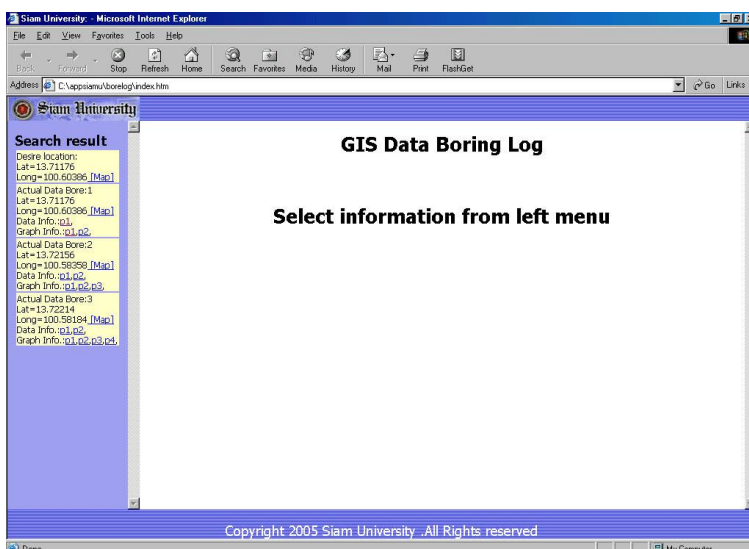 Siam University: - Microsoft Internet Explorer
File Edit View Favorites Tools Help
Back Forward Stop Refresh Home Search Favorites Media History Mail Print FlashGet
Address C:\appsiamu\borelog\index.htm Go Links
Siam University
Search result
Desire location:
Lat=13.71176
Long=100.60386 [Map]
Actual Data Bore:1
Lat=13.71176
Long=100.60386 [Map]
Data Info.:p1,
Graph Info.:p1,p2,
Actual Data Bore:2
Lat=13.72156
Long=100.58358 [Map]
Data Info.:p1,p2,
Graph Info.:p1,p2,p3,
Actual Data Bore:3
Lat=13.72214
Long=100.58184 [Map]
Data Info.:p1,p2,
Graph Info.:p1,p2,p3,p4,
GIS Data Boring Log
Select information from left menu
Copyright 2005 Siam University .All Rights reserved
Done My Computer